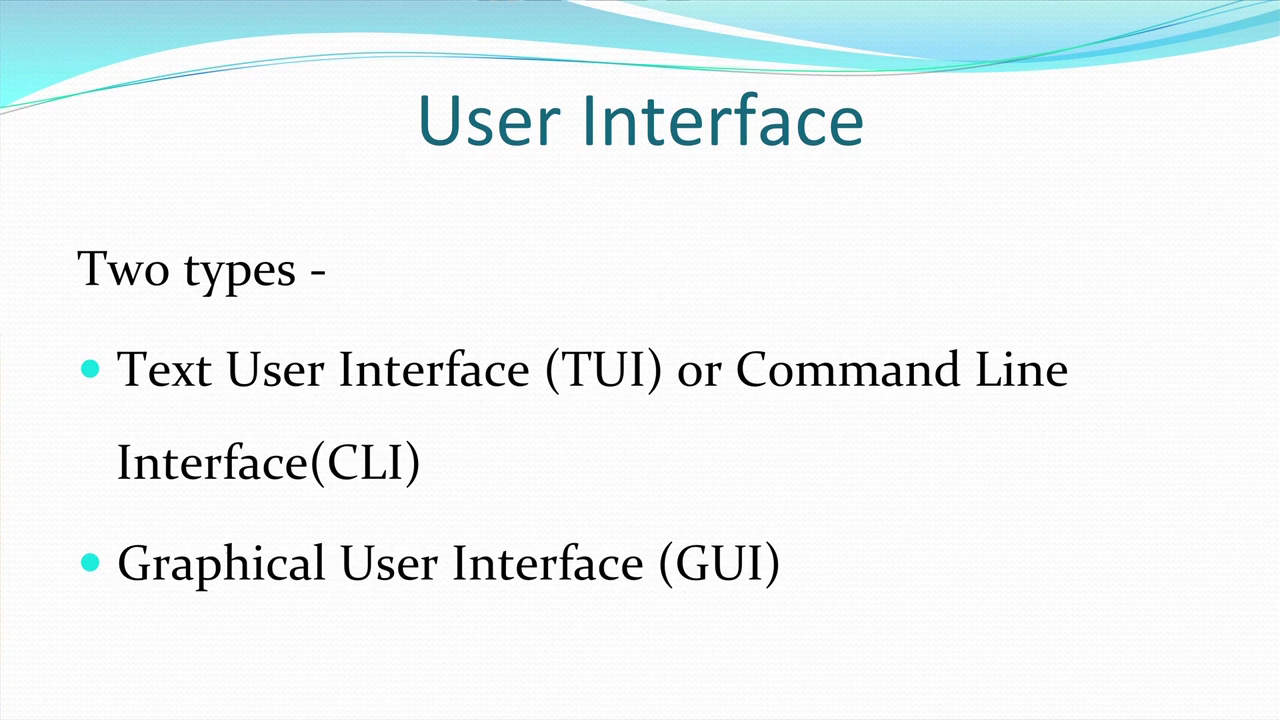 User Interface
Two types -
Text User Interface (TUI) or Command Line
Interface(CLI)
Graphical User Interface (GUI)